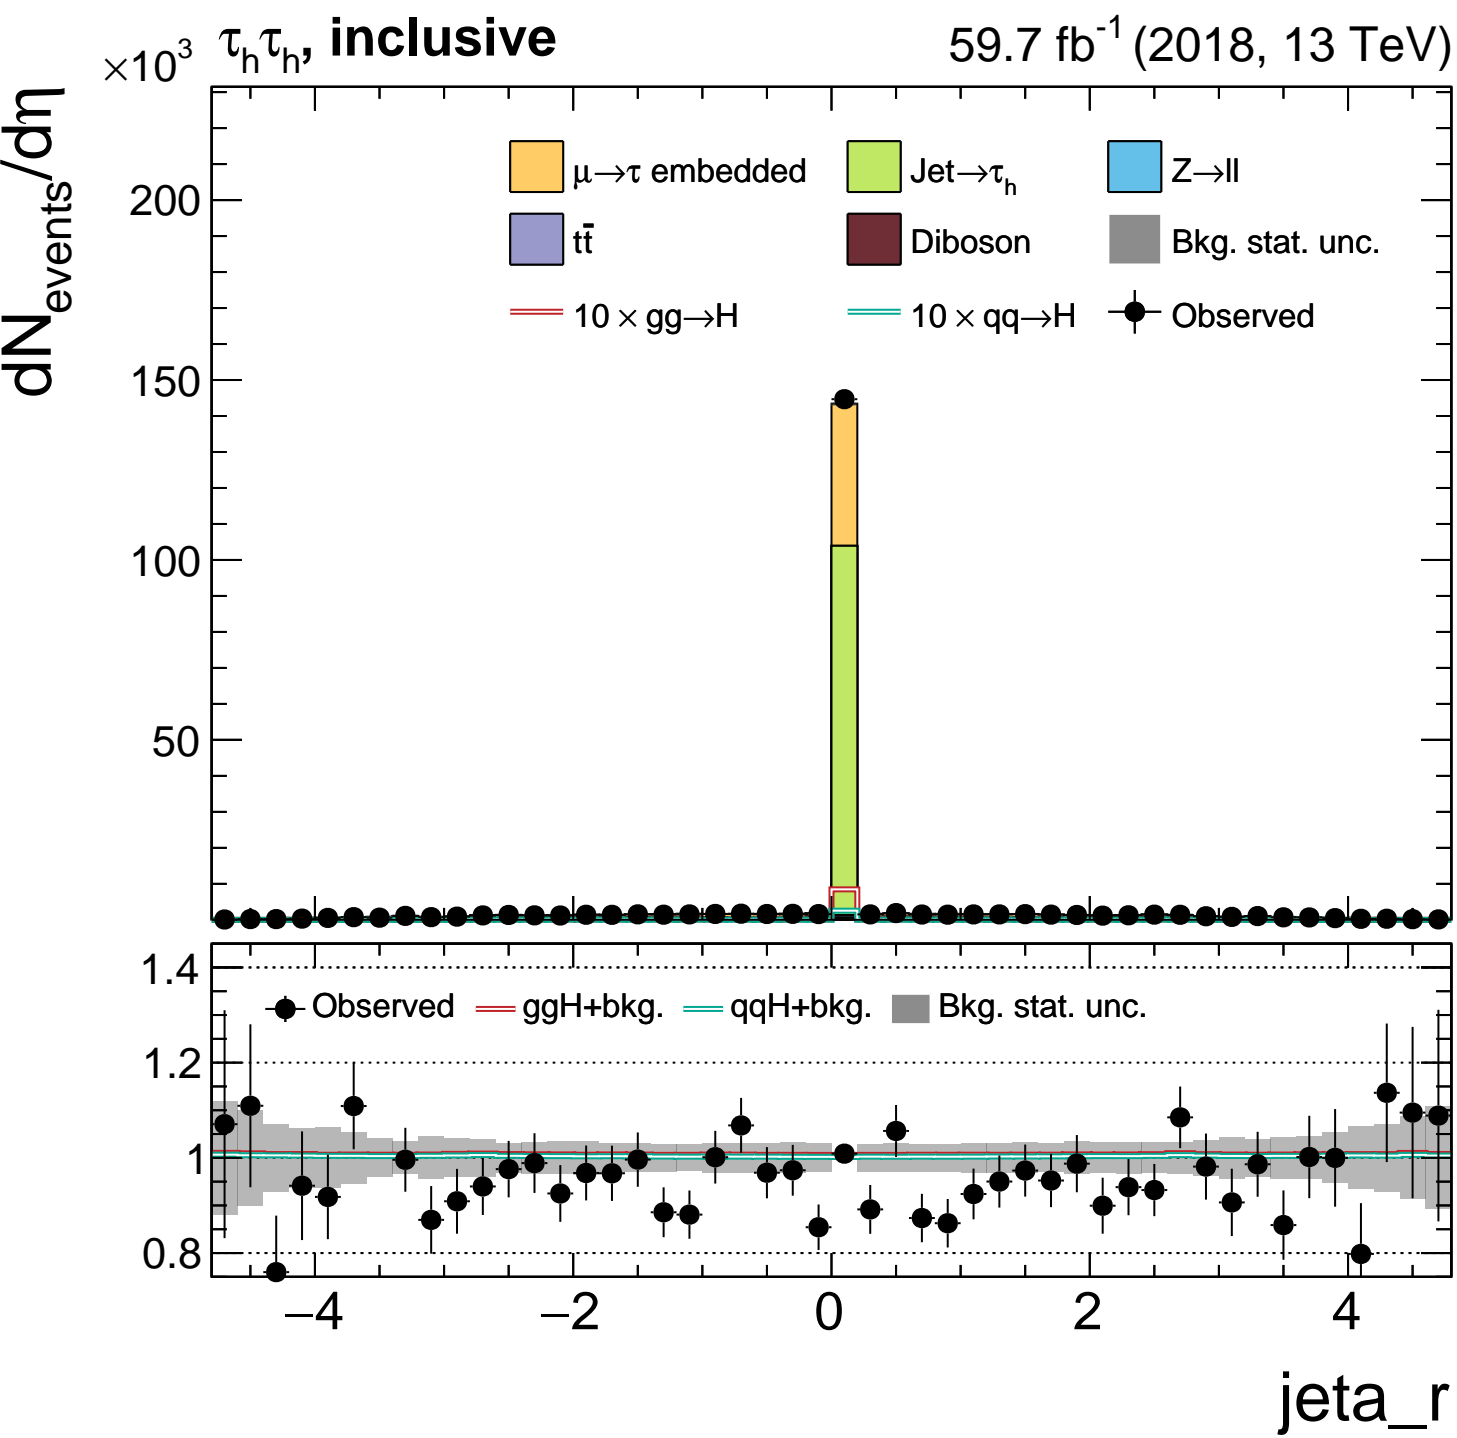 ×10³ τₕτₕ, inclusive 59.7 fb⁻¹ (2018, 13 TeV)
dN_events/dη
μ→τ embedded Jet→τₕ Z→ll
tt̄ Diboson Bkg. stat. unc.
10 × gg→H 10 × qq→H Observed
200
150
100
50
1.4
Observed ggH+bkg. qqH+bkg. Bkg. stat. unc.
1.2
1
0.8
−4 −2 0 2 4
jeta_r